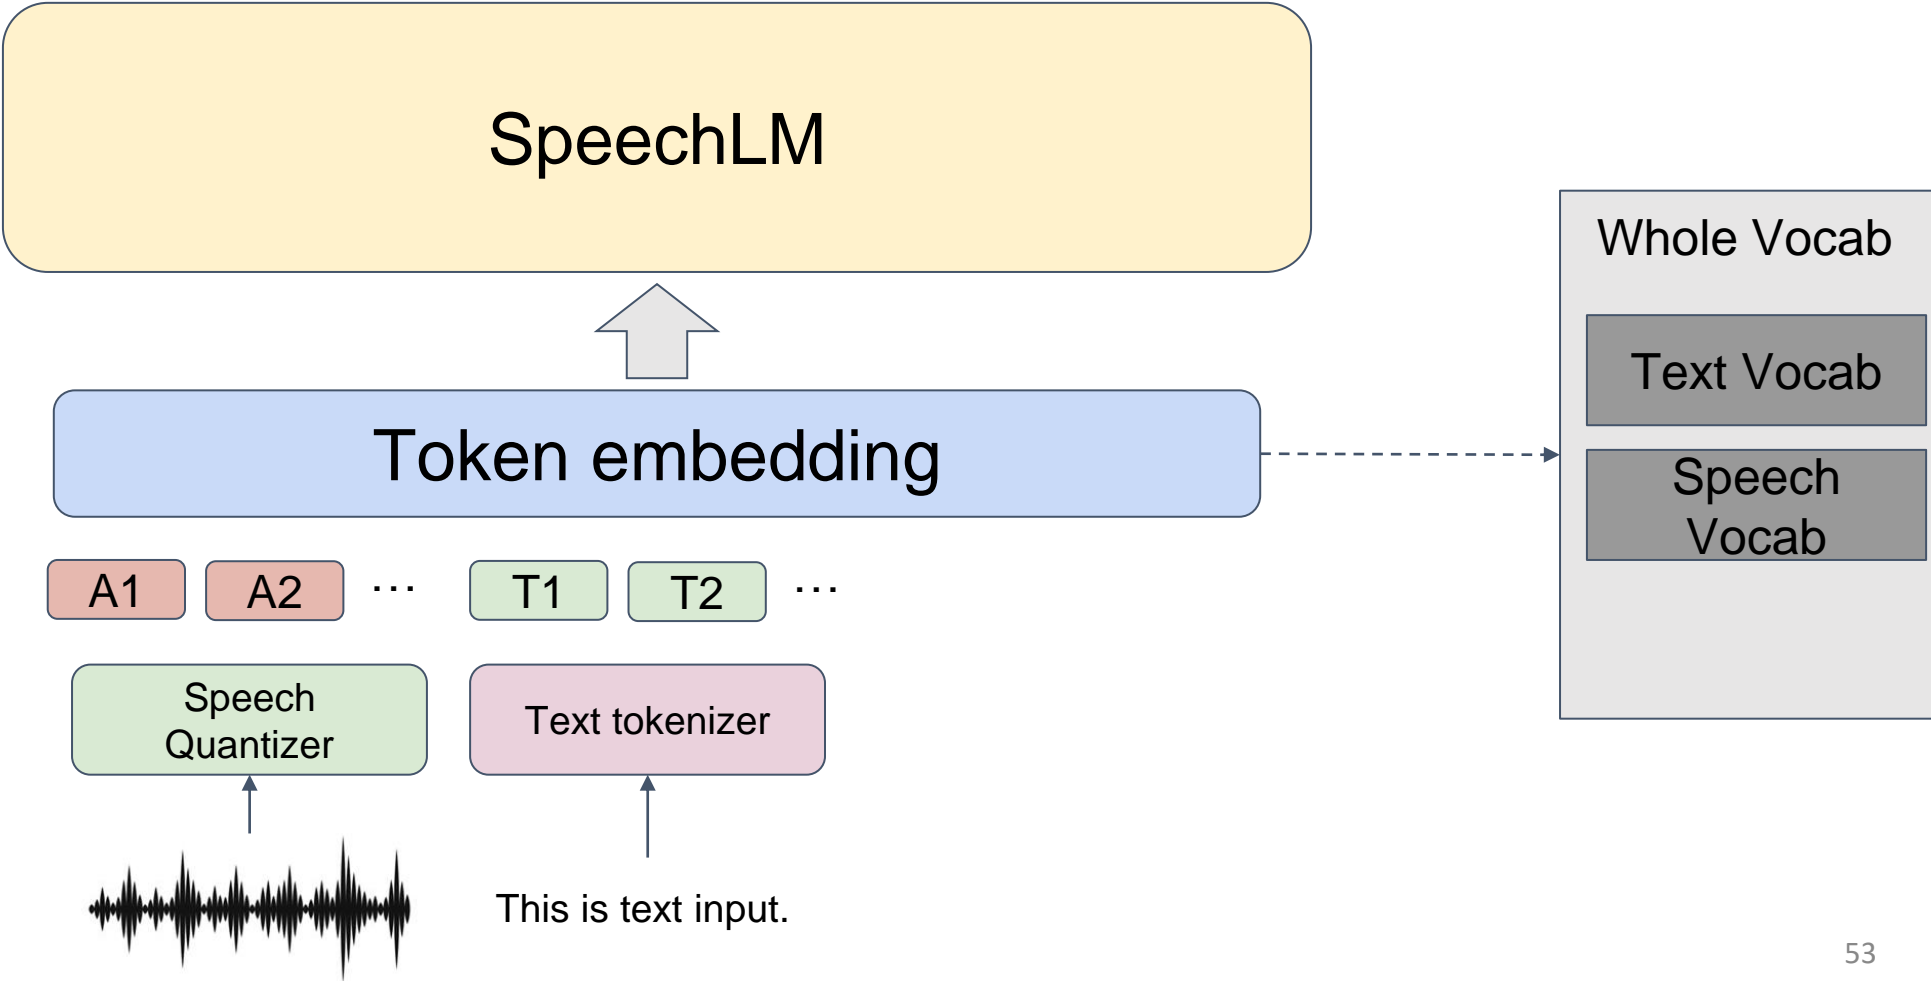 SpeechLM
Whole Vocab
Text Vocab
Token embedding
Speech
Vocab
A1 A2 ... T1 T2 ...
Speech
Quantizer
Text tokenizer
This is text input.
53